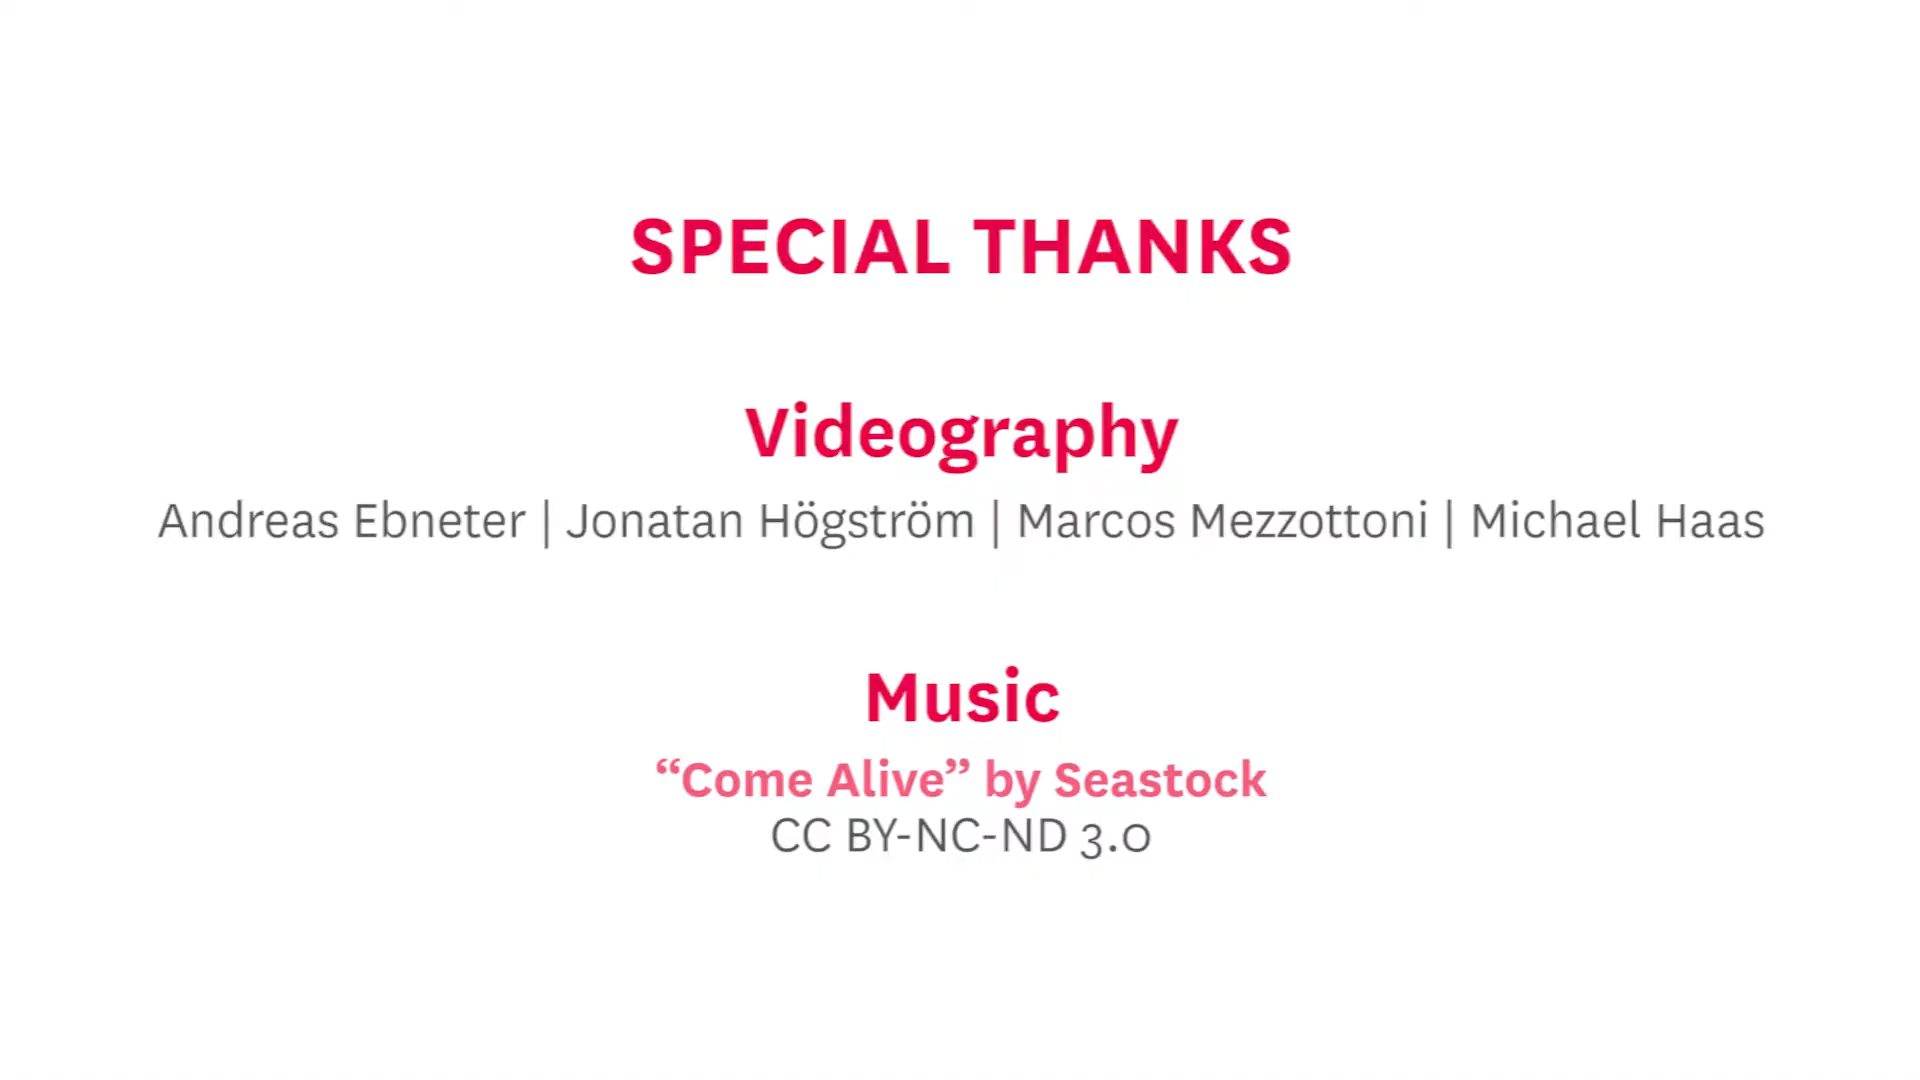 SPECIAL THANKS
Videography
Andreas Ebneter | Jonatan Högström | Marcos Mezzottoni | Michael Haas
Music
“Come Alive” by Seastock
CC BY-NC-ND 3.0